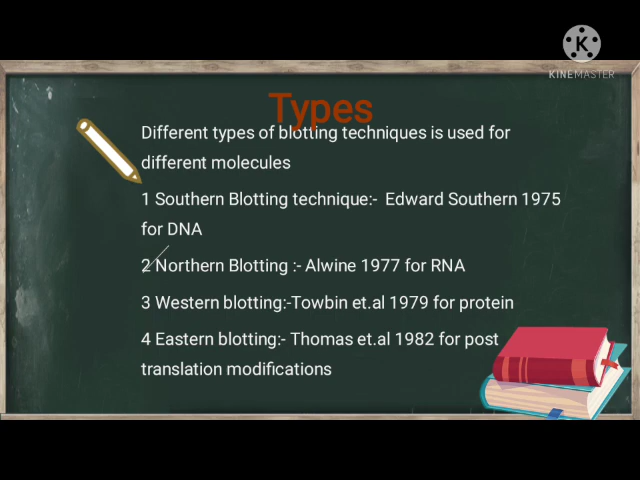 KINEMASTER
Types
Different types of blotting techniques is used for
different molecules
1 Southern Blotting technique:- Edward Southern 1975
for DNA
2 Northern Blotting :- Alwine 1977 for RNA
3 Western blotting:-Towbin et.al 1979 for protein
4 Eastern blotting:- Thomas et.al 1982 for post
translation modifications